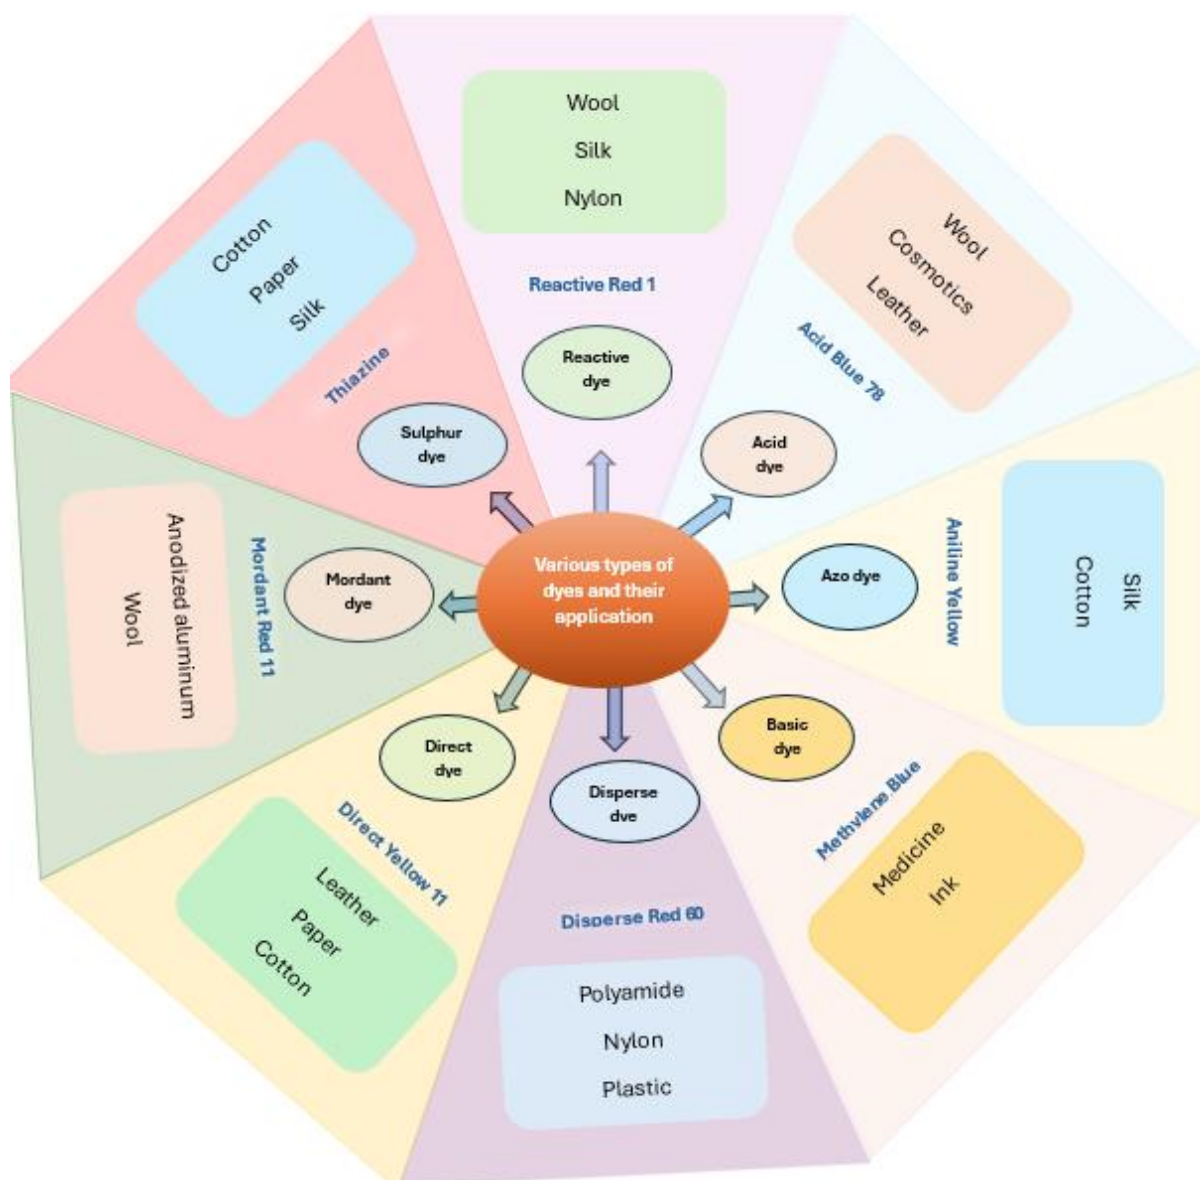 Various types of
dyes and their
application
Reactive
dye
Reactive Red 1
Wool
Silk
Nylon
Acid
dye
Acid Blue 78
Wool
Cosmotics
Leather
Azo dye
Aniline Yellow
Silk
Cotton
Basic
dye
Methylene Blue
Medicine
Ink
Disperse
dve
Disperse Red 60
Polyamide
Nylon
Plastic
Direct
dye
Direct Yellow 11
Leather
Paper
Cotton
Mordant
dye
Mordant Red 11
Anodized aluminum
Wool
Sulphur
dye
Thiazine
Cotton
Paper
Silk